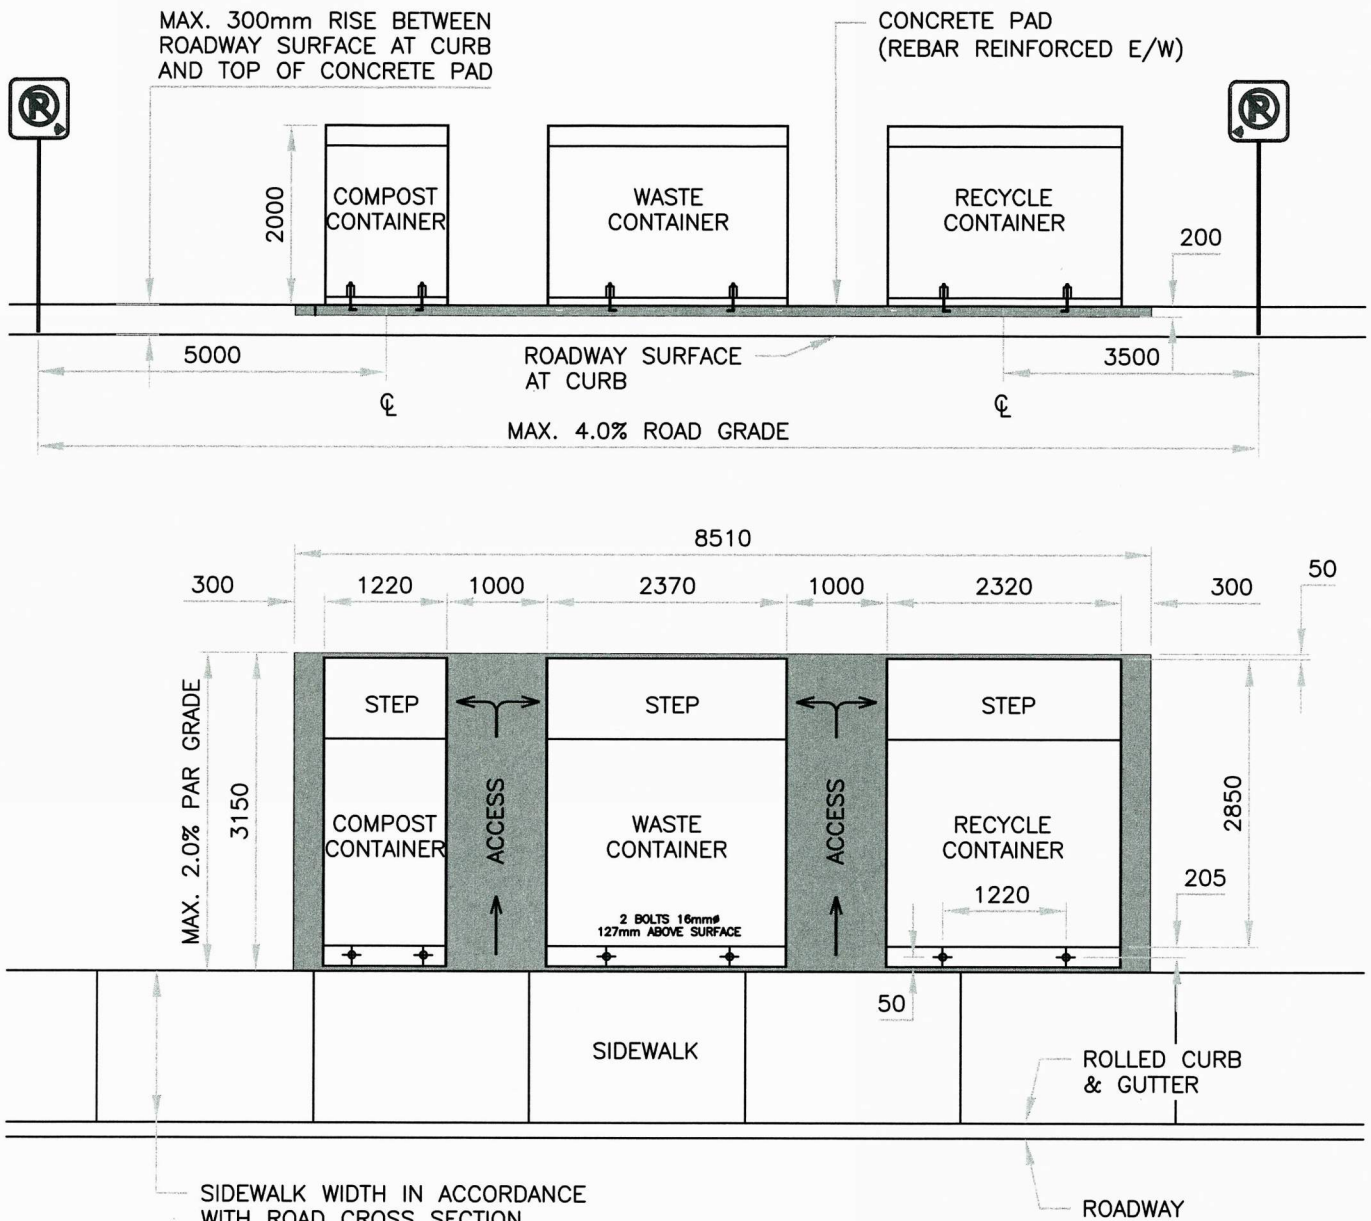 MAX. 300mm RISE BETWEEN
ROADWAY SURFACE AT CURB
AND TOP OF CONCRETE PAD
CONCRETE PAD
(REBAR REINFORCED E/W)
P
P
2000
COMPOST
CONTAINER
WASTE
CONTAINER
RECYCLE
CONTAINER
200
5000
ROADWAY SURFACE
AT CURB
3500
℄
℄
MAX. 4.0% ROAD GRADE
8510
300
1220
1000
2370
1000
2320
300
50
MAX. 2.0% PAR GRADE
3150
STEP
STEP
STEP
COMPOST
CONTAINER
ACCESS
WASTE
CONTAINER
ACCESS
RECYCLE
CONTAINER
2850
2 BOLTS 16mmø
127mm ABOVE SURFACE
1220
205
50
SIDEWALK
ROLLED CURB
& GUTTER
SIDEWALK WIDTH IN ACCORDANCE
WITH ROAD CROSS SECTION
ROADWAY